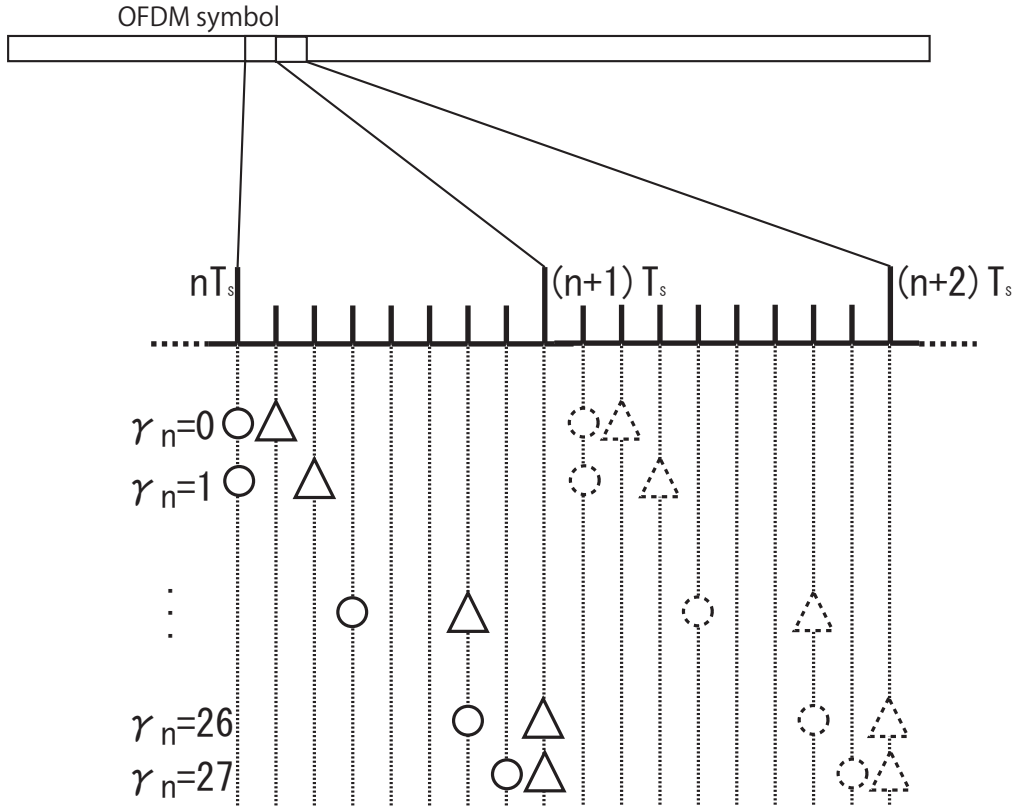 OFDM symbol
nTs
(n+1) Ts
(n+2) Ts
γn=0
γn=1
⋮
γn=26
γn=27